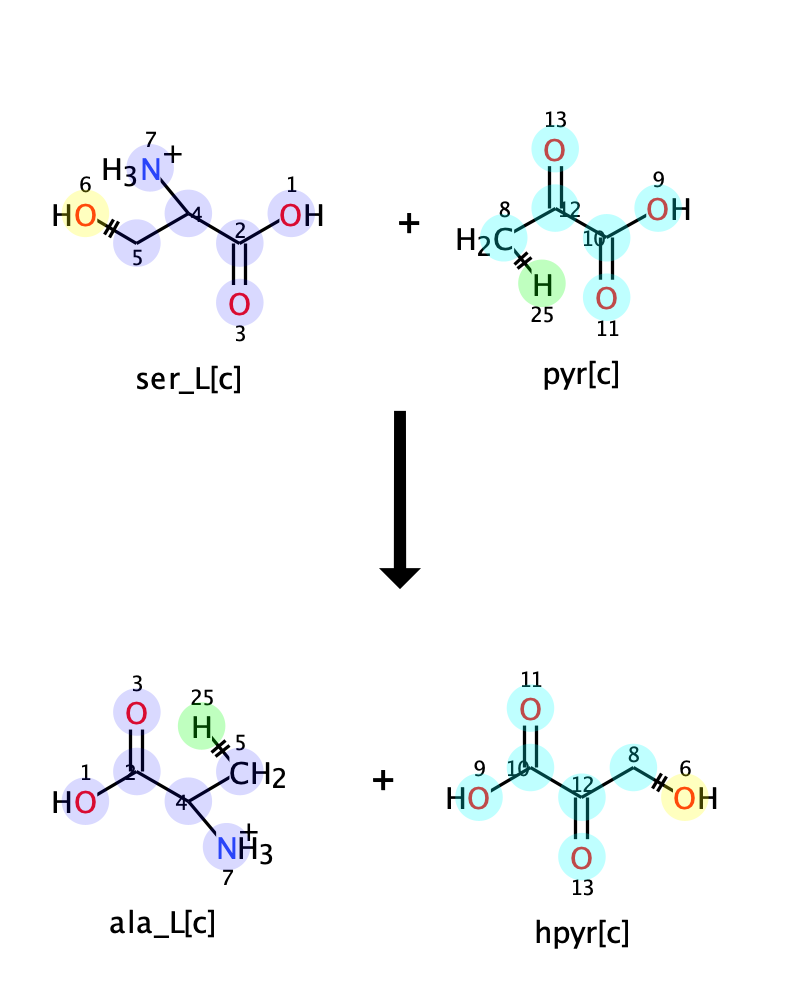 7 13
H3N+ O
6 1 8 9
HO 4 2 OH + H2C 12 10 OH
5 O H O
3 25 11
ser_L[c] pyr[c]
3 25 11
O H 5 O 8 6
1 2 CH2 + 9 10 12 OH
HO 4 NH3+ HO O
7 13
ala_L[c] hpyr[c]